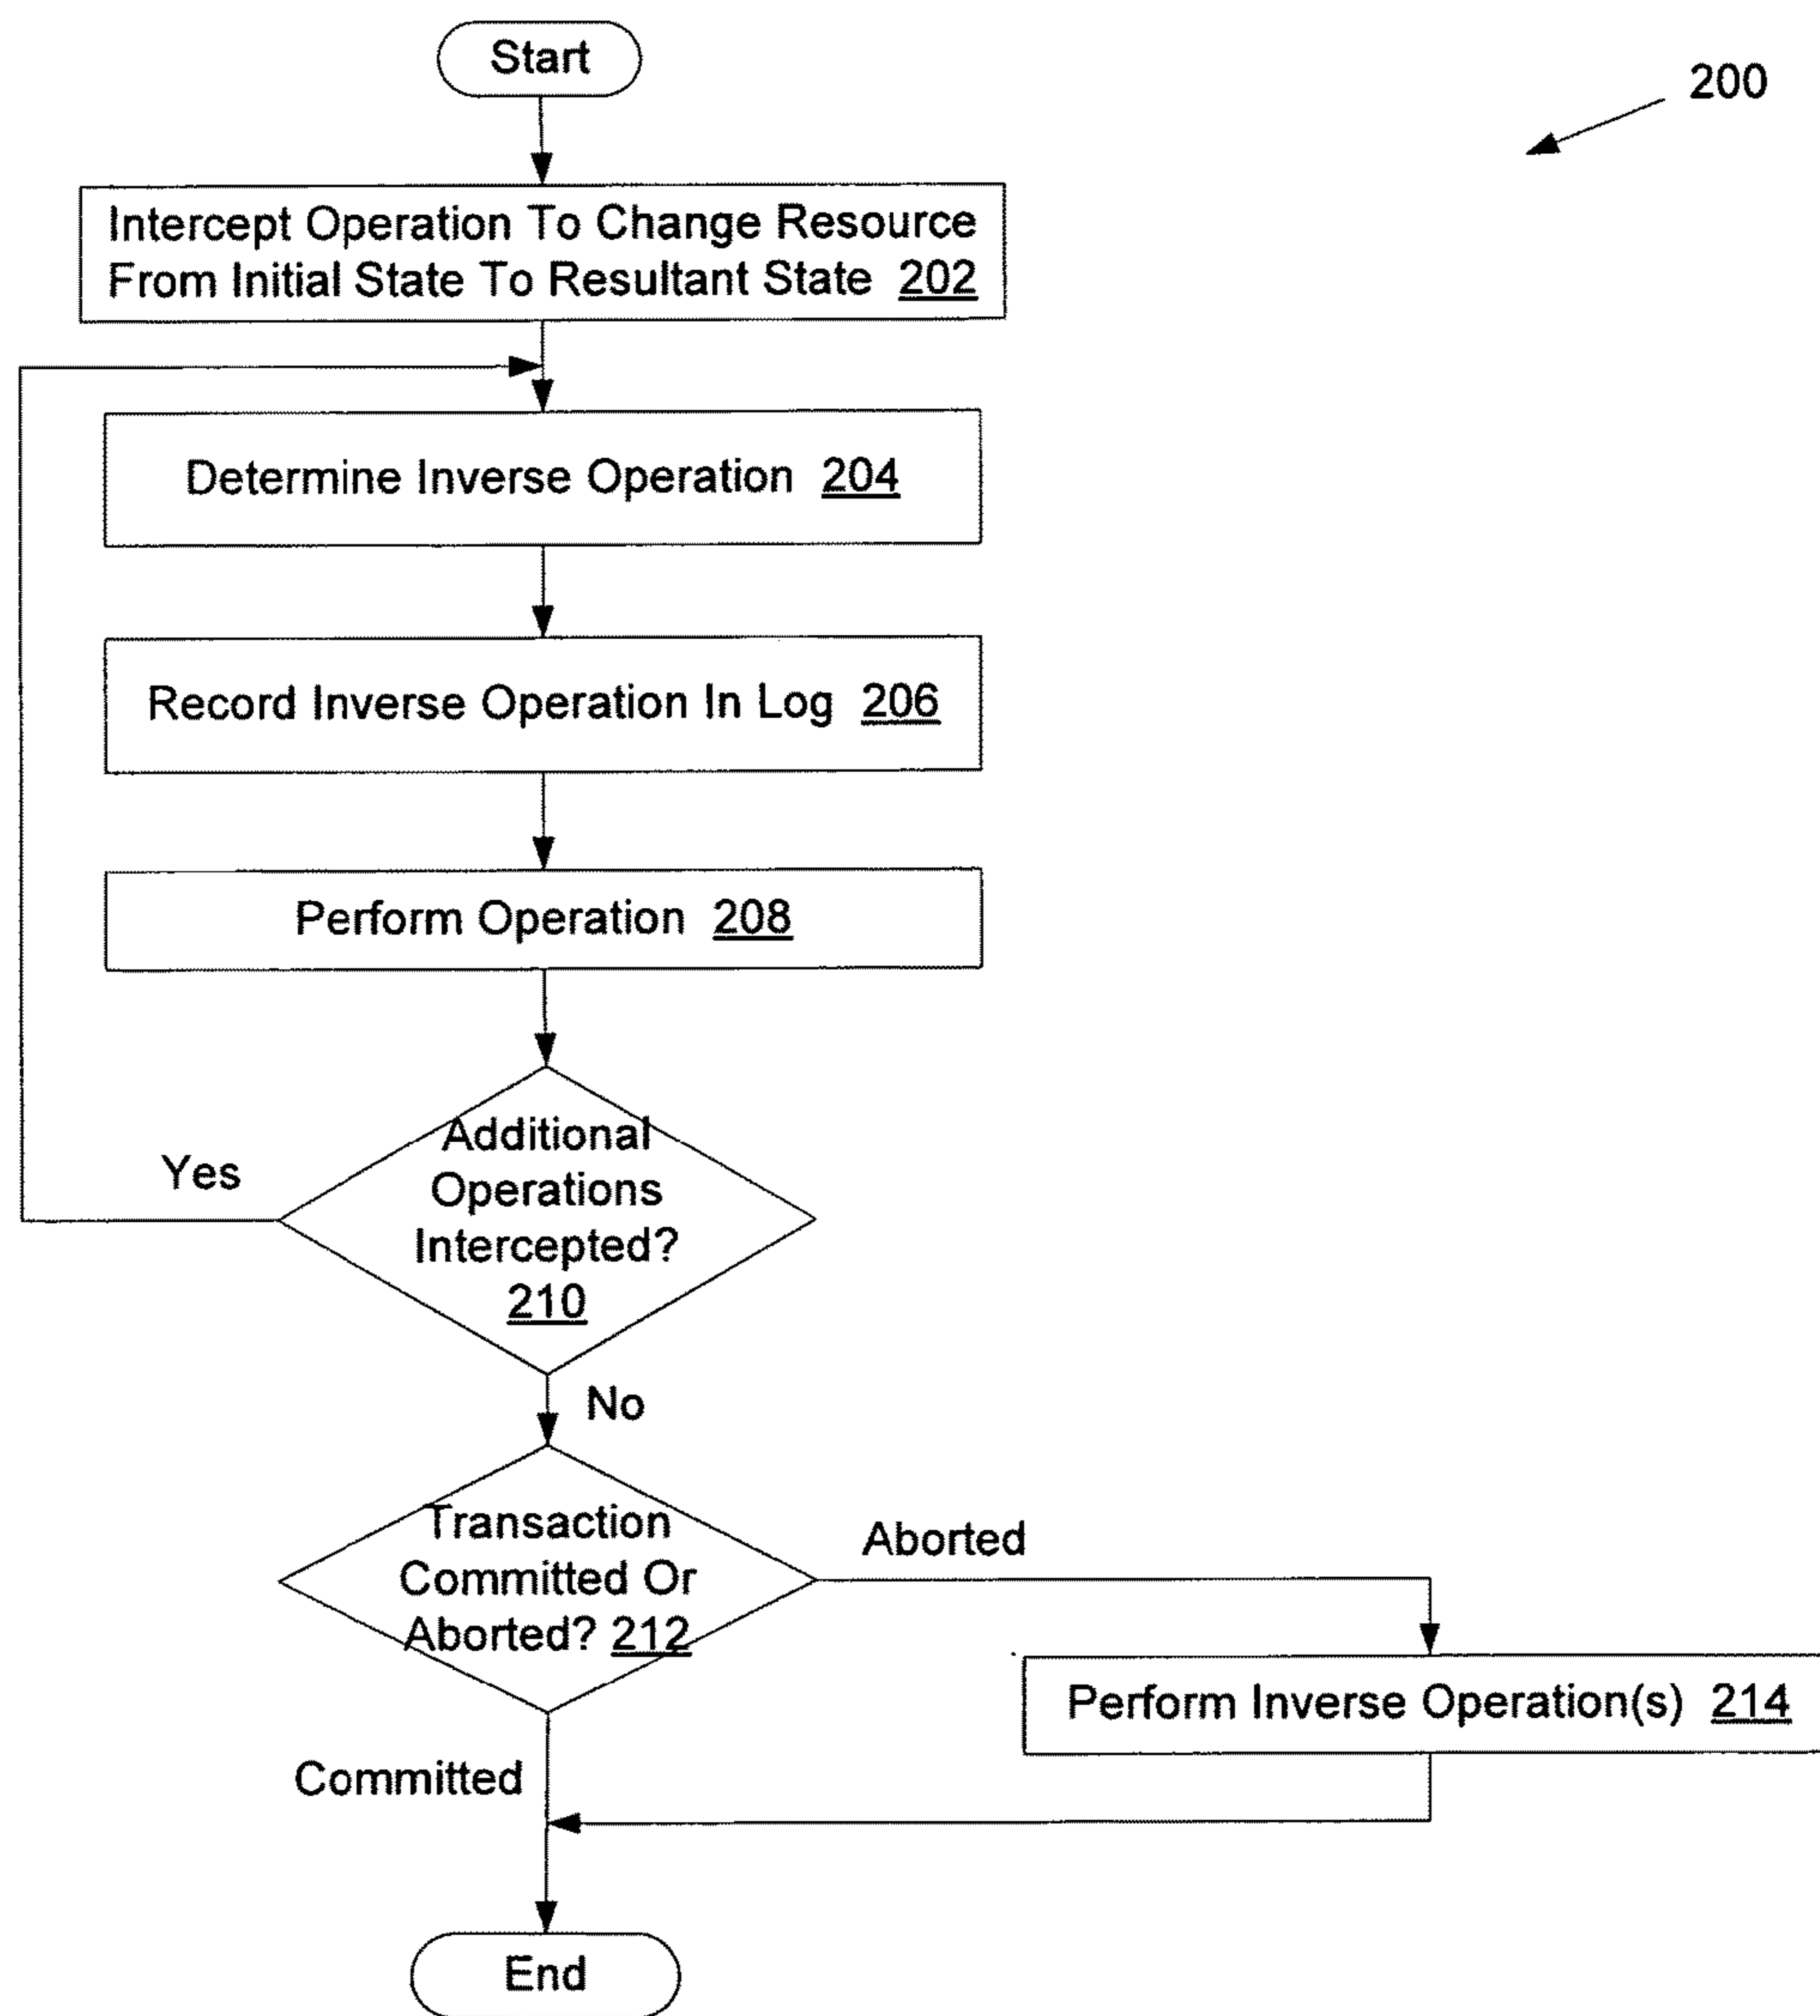 Start
200
Intercept Operation To Change Resource
From Initial State To Resultant State 202
Determine Inverse Operation 204
Record Inverse Operation In Log 206
Perform Operation 208
Additional
Operations
Intercepted?
210
Yes
No
Transaction
Committed Or
Aborted? 212
Aborted
Perform Inverse Operation(s) 214
Committed
End